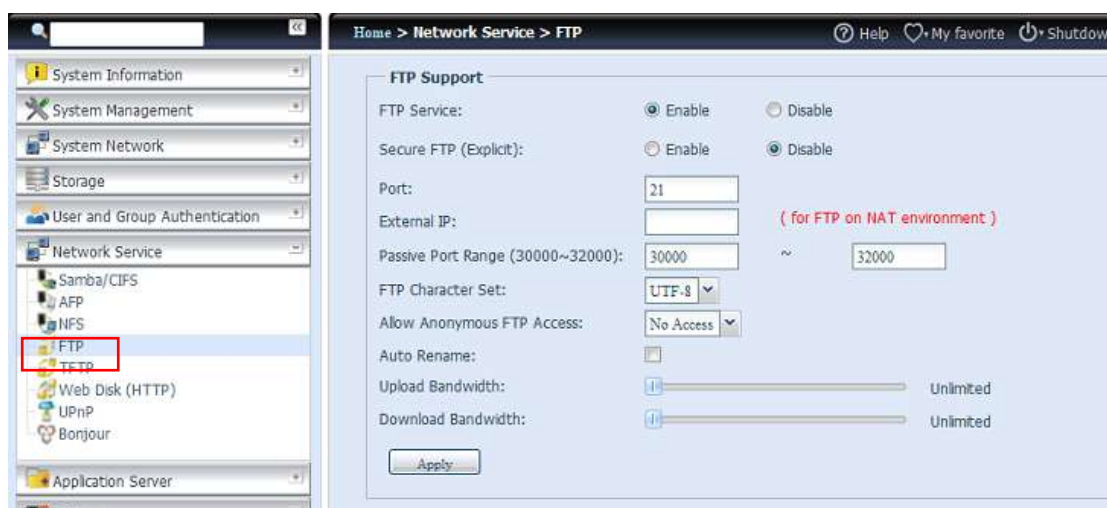 Home > Network Service > FTP
Help My favorite Shutdow
System Information
System Management
System Network
Storage
User and Group Authentication
Network Service
Samba/CIFS
AFP
NFS
FTP
TFTP
Web Disk (HTTP)
UPnP
Bonjour
Application Server
FTP Support
FTP Service: Enable Disable
Secure FTP (Explicit): Enable Disable
Port: 21
External IP: ( for FTP on NAT environment )
Passive Port Range (30000~32000): 30000 ~ 32000
FTP Character Set: UTF-8
Allow Anonymous FTP Access: No Access
Auto Rename:
Upload Bandwidth: Unlimited
Download Bandwidth: Unlimited
Apply